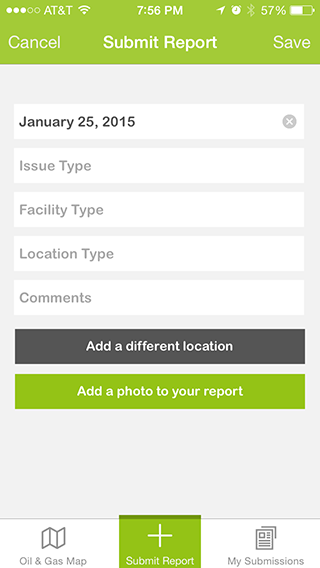 AT&T 7:56 PM 57%
Cancel Submit Report Save
January 25, 2015
Issue Type
Facility Type
Location Type
Comments
Add a different location
Add a photo to your report
Oil & Gas Map Submit Report My Submissions